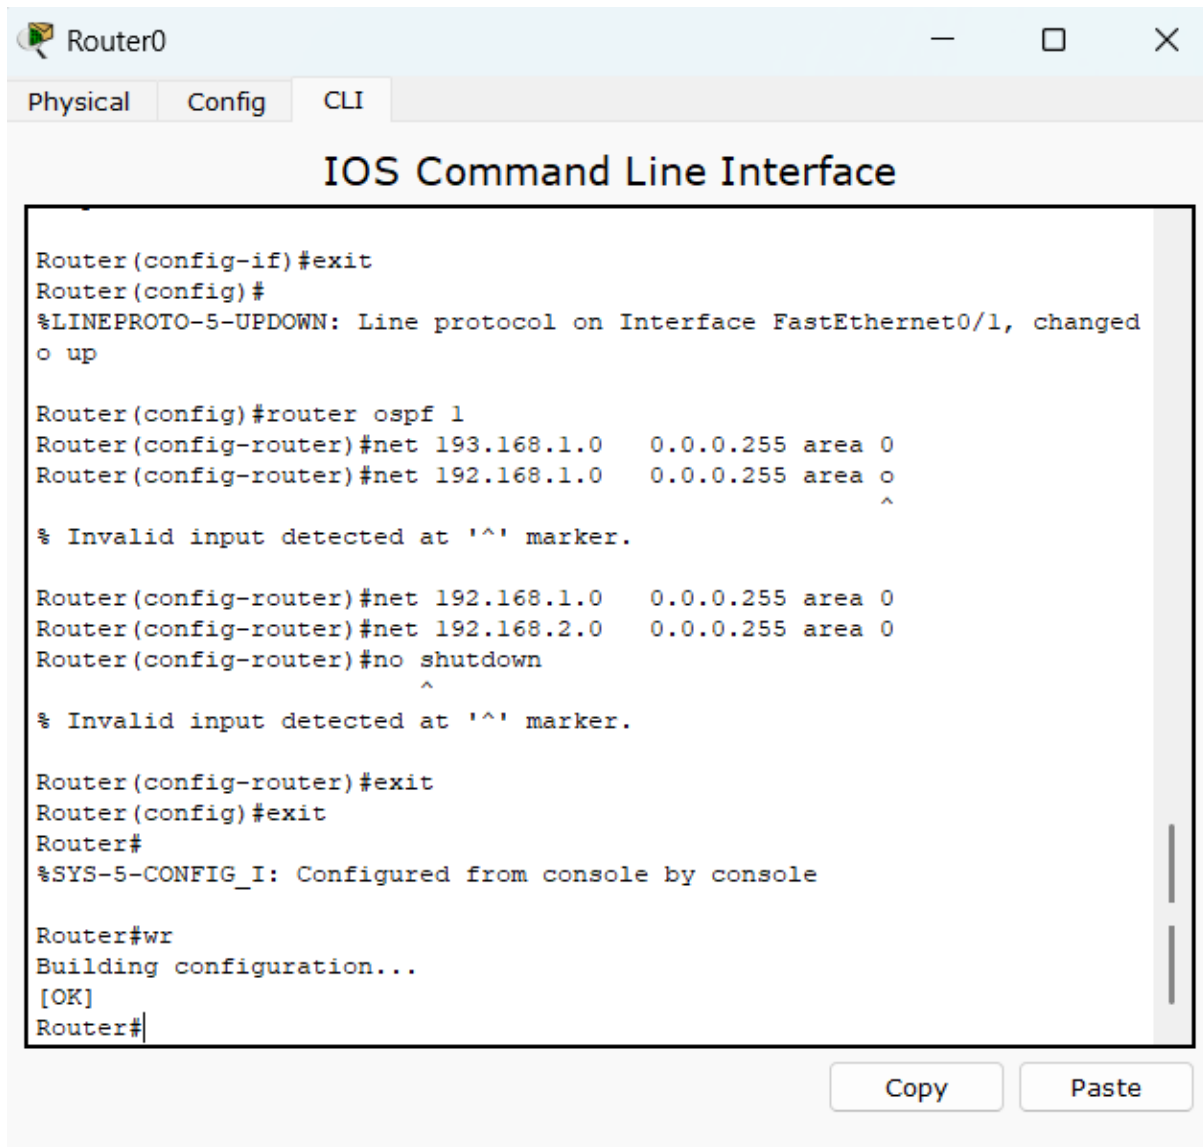 Router0
Physical Config CLI
IOS Command Line Interface
Router(config-if)#exit
Router(config)#
%LINEPROTO-5-UPDOWN: Line protocol on Interface FastEthernet0/1, changed
o up
Router(config)#router ospf 1
Router(config-router)#net 193.168.1.0   0.0.0.255 area 0
Router(config-router)#net 192.168.1.0   0.0.0.255 area o
^
% Invalid input detected at '^' marker.
Router(config-router)#net 192.168.1.0   0.0.0.255 area 0
Router(config-router)#net 192.168.2.0   0.0.0.255 area 0
Router(config-router)#no shutdown
^
% Invalid input detected at '^' marker.
Router(config-router)#exit
Router(config)#exit
Router#
%SYS-5-CONFIG_I: Configured from console by console
Router#wr
Building configuration...
[OK]
Router#
Copy Paste